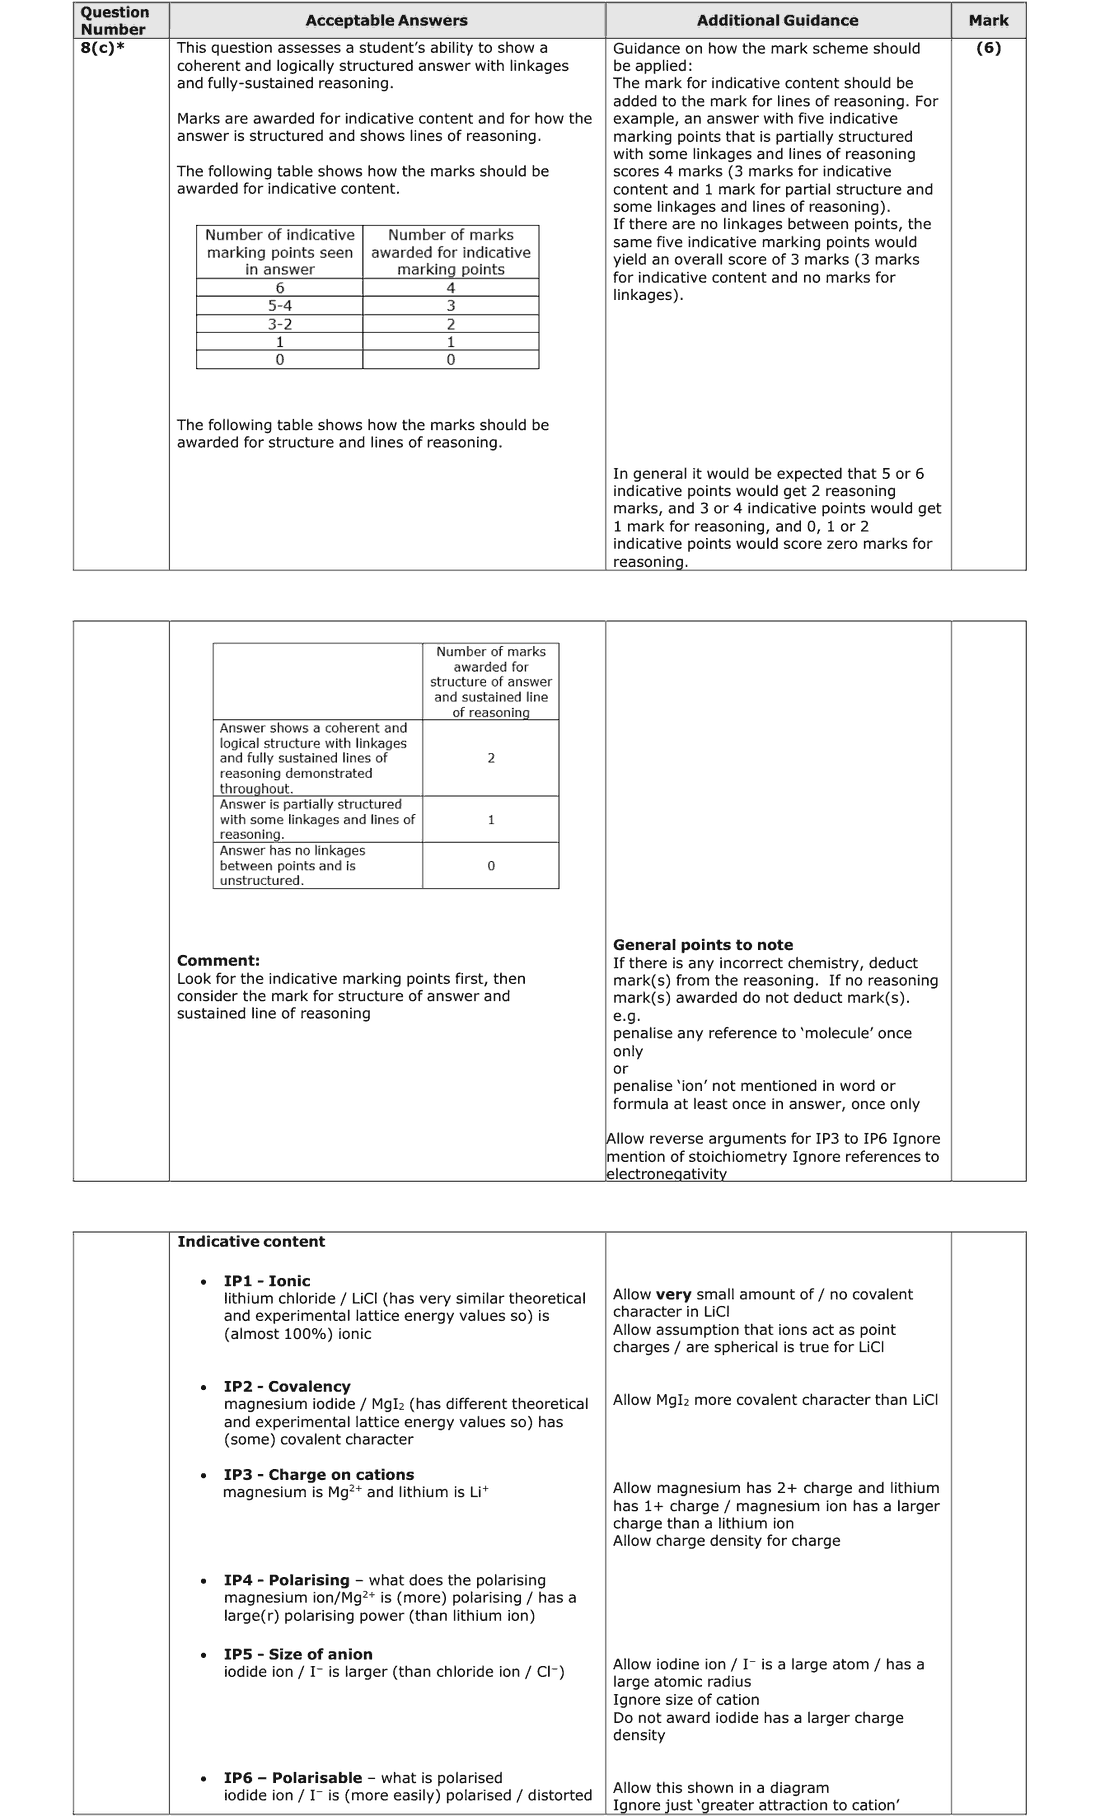 Question Number
Acceptable Answers
Additional Guidance
Mark
8(c)*
This question assesses a student's ability to show a
coherent and logically structured answer with linkages
and fully-sustained reasoning.
Marks are awarded for indicative content and for how the
answer is structured and shows lines of reasoning.
The following table shows how the marks should be
awarded for indicative content.
Number of indicative
marking points seen
in answer
Number of marks
awarded for indicative
marking points
6 4
5-4 3
3-2 2
1 1
0 0
The following table shows how the marks should be
awarded for structure and lines of reasoning.
Guidance on how the mark scheme should
be applied:
The mark for indicative content should be
added to the mark for lines of reasoning. For
example, an answer with five indicative
marking points that is partially structured
with some linkages and lines of reasoning
scores 4 marks (3 marks for indicative
content and 1 mark for partial structure and
some linkages and lines of reasoning).
If there are no linkages between points, the
same five indicative marking points would
yield an overall score of 3 marks (3 marks
for indicative content and no marks for
linkages).
In general it would be expected that 5 or 6
indicative points would get 2 reasoning
marks, and 3 or 4 indicative points would get
1 mark for reasoning, and 0, 1 or 2
indicative points would score zero marks for
reasoning.
(6)
Number of marks
awarded for
structure of answer
and sustained line
of reasoning
Answer shows a coherent and
logical structure with linkages
and fully sustained lines of
reasoning demonstrated
throughout.
2
Answer is partially structured
with some linkages and lines of
reasoning.
1
Answer has no linkages
between points and is
unstructured.
0
Comment:
Look for the indicative marking points first, then
consider the mark for structure of answer and
sustained line of reasoning
General points to note
If there is any incorrect chemistry, deduct
mark(s) from the reasoning. If no reasoning
mark(s) awarded do not deduct mark(s).
e.g.
penalise any reference to ‘molecule’ once
only
or
penalise ‘ion’ not mentioned in word or
formula at least once in answer, once only
Allow reverse arguments for IP3 to IP6 Ignore
mention of stoichiometry Ignore references to
electronegativity
Indicative content
• IP1 - Ionic
lithium chloride / LiCl (has very similar theoretical
and experimental lattice energy values so) is
(almost 100%) ionic
Allow very small amount of / no covalent
character in LiCl
Allow assumption that ions act as point
charges / are spherical is true for LiCl
• IP2 - Covalency
magnesium iodide / MgI₂ (has different theoretical
and experimental lattice energy values so) has
(some) covalent character
Allow MgI₂ more covalent character than LiCl
• IP3 - Charge on cations
magnesium is Mg²⁺ and lithium is Li⁺
Allow magnesium has 2+ charge and lithium
has 1+ charge / magnesium ion has a larger
charge than a lithium ion
Allow charge density for charge
• IP4 - Polarising – what does the polarising
magnesium ion/Mg²⁺ is (more) polarising / has a
large(r) polarising power (than lithium ion)
• IP5 - Size of anion
iodide ion / I⁻ is larger (than chloride ion / Cl⁻)
Allow iodine ion / I⁻ is a large atom / has a
large atomic radius
Ignore size of cation
Do not award iodide has a larger charge
density
• IP6 – Polarisable – what is polarised
iodide ion / I⁻ is (more easily) polarised / distorted
Allow this shown in a diagram
Ignore just ‘greater attraction to cation’